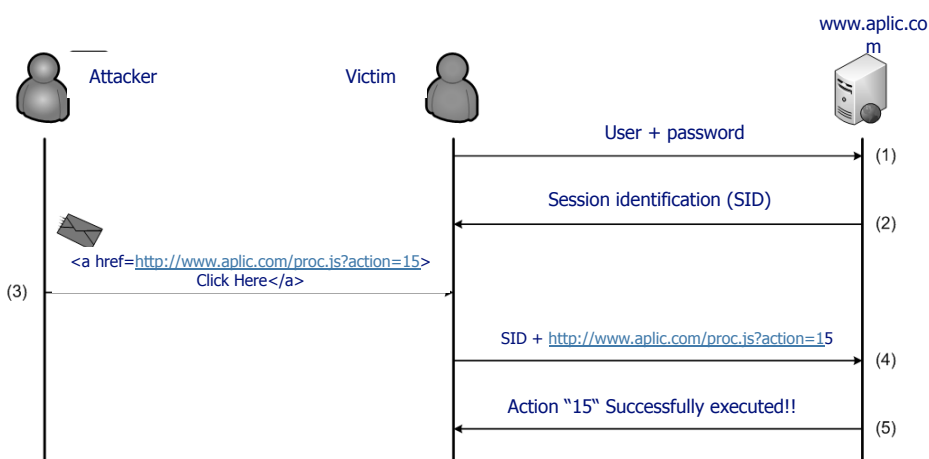 www.aplic.co
m
Attacker
Victim
User + password
(1)
Session identification (SID)
(2)
<a href=http://www.aplic.com/proc.js?action=15>
Click Here</a>
(3)
SID + http://www.aplic.com/proc.js?action=15
(4)
Action “15“ Successfully executed!!
(5)